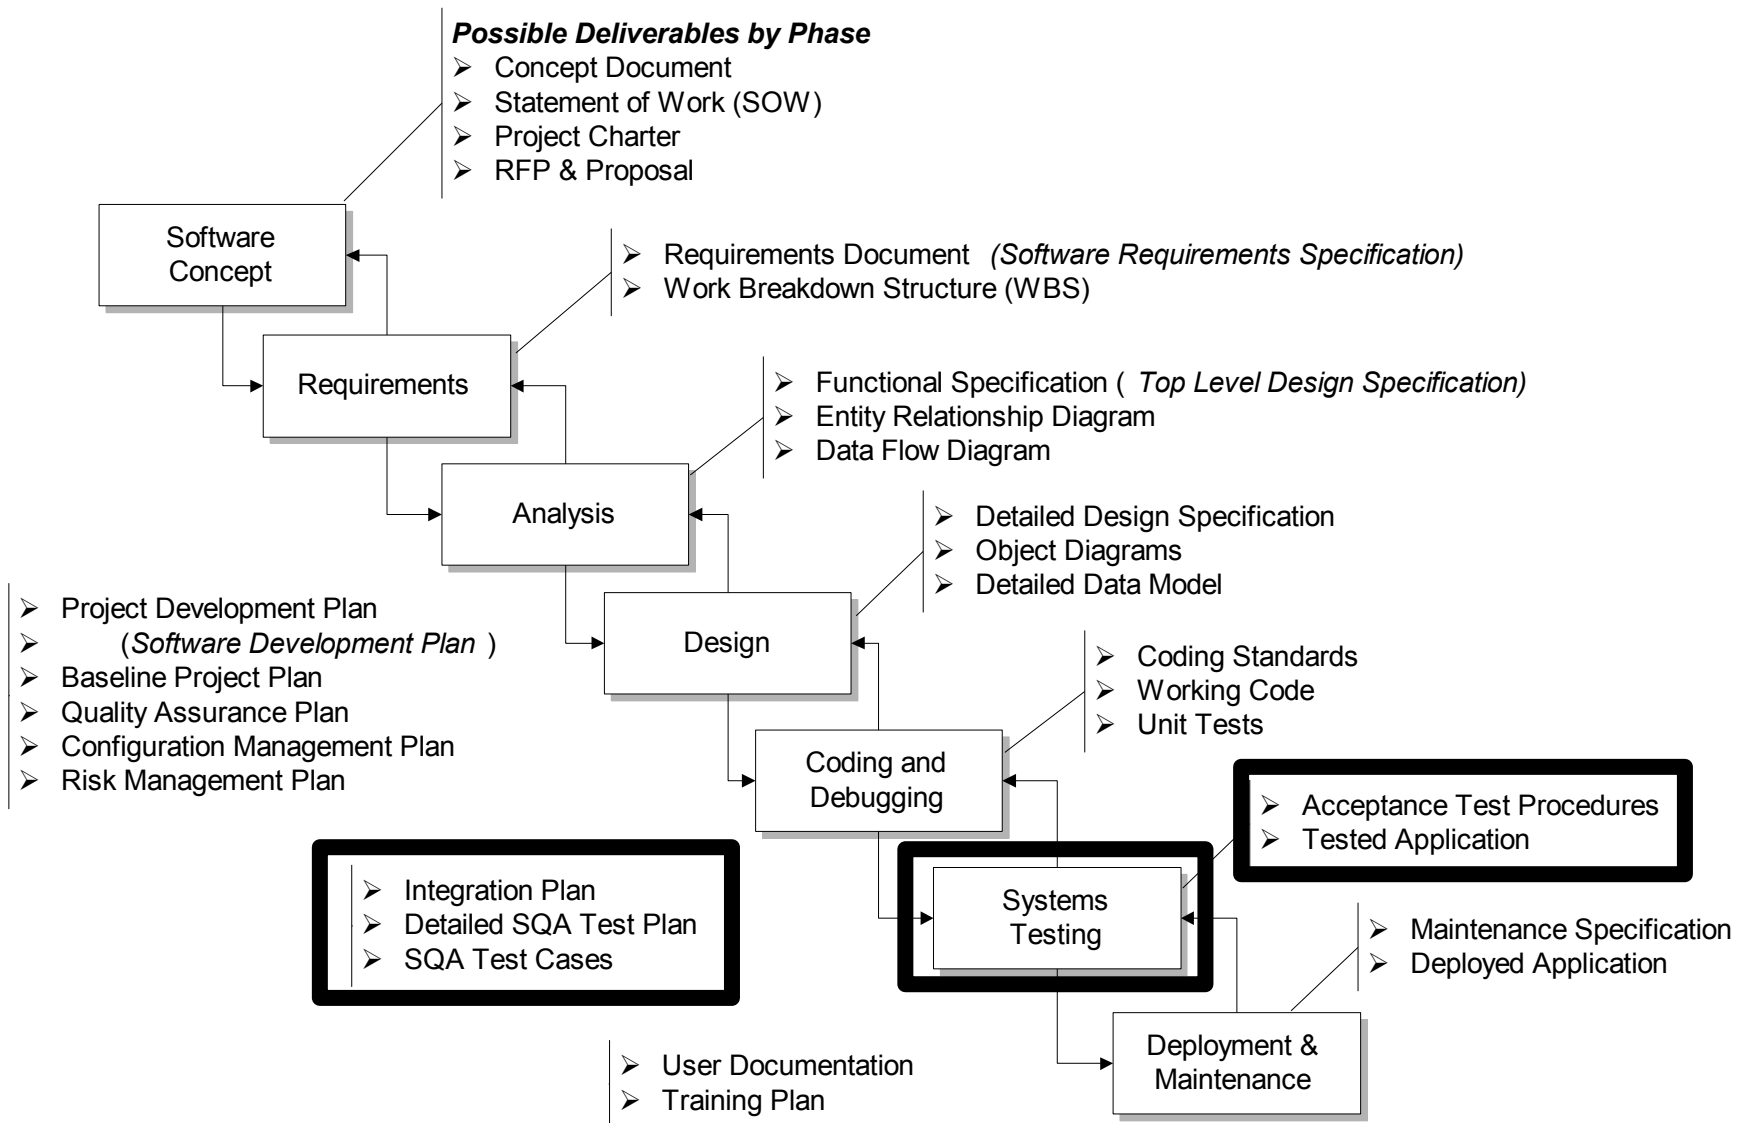 Possible Deliverables by Phase
➢ Concept Document
➢ Statement of Work (SOW)
➢ Project Charter
➢ RFP & Proposal
Software
Concept
➢ Requirements Document (Software Requirements Specification)
➢ Work Breakdown Structure (WBS)
Requirements
➢ Functional Specification ( Top Level Design Specification)
➢ Entity Relationship Diagram
➢ Data Flow Diagram
Analysis
➢ Detailed Design Specification
➢ Object Diagrams
➢ Detailed Data Model
➢ Project Development Plan
➢ (Software Development Plan )
➢ Baseline Project Plan
➢ Quality Assurance Plan
➢ Configuration Management Plan
➢ Risk Management Plan
Design
➢ Coding Standards
➢ Working Code
➢ Unit Tests
Coding and
Debugging
➢ Acceptance Test Procedures
➢ Tested Application
➢ Integration Plan
➢ Detailed SQA Test Plan
➢ SQA Test Cases
Systems
Testing
➢ Maintenance Specification
➢ Deployed Application
➢ User Documentation
➢ Training Plan
Deployment &
Maintenance